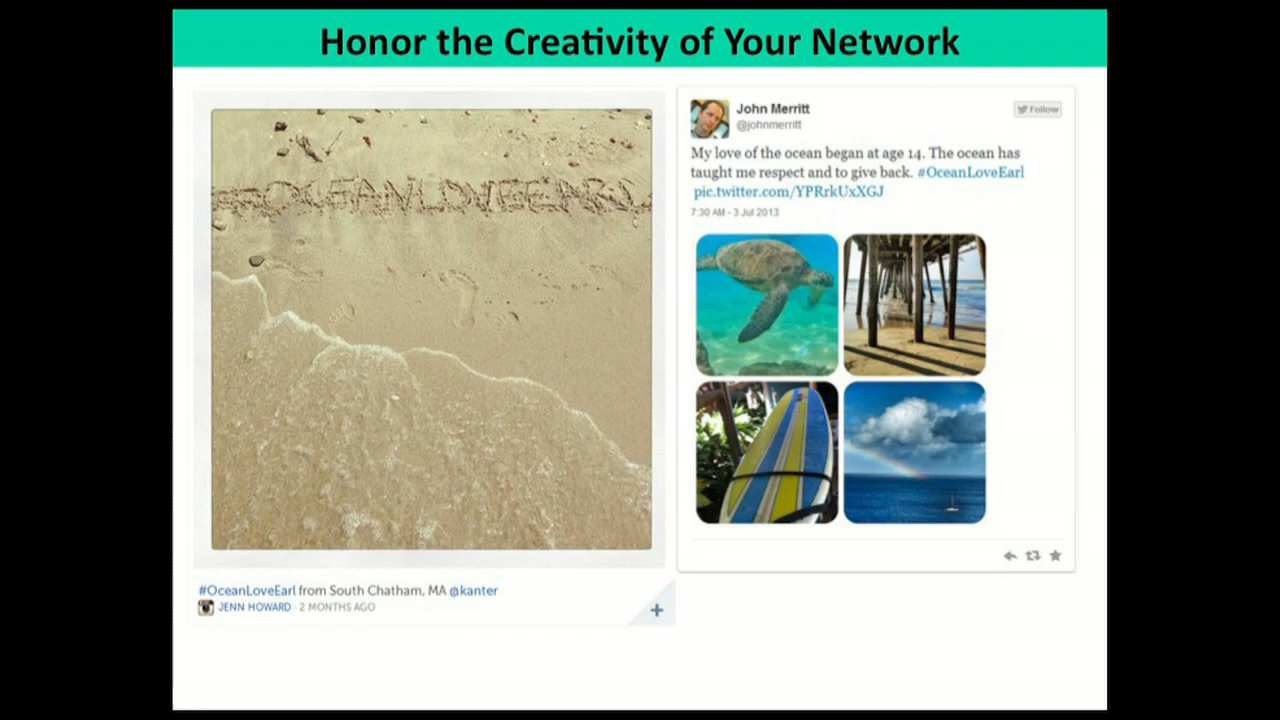 Honor the Creativity of Your Network
#OCEANLOVEEARL
#OceanLoveEarl from South Chatham, MA @kanter
JENN HOWARD · 2 MONTHS AGO
John Merritt
@johnmerritt
Follow
My love of the ocean began at age 14. The ocean has
taught me respect and to give back. #OceanLoveEarl
pic.twitter.com/YPRrkUxXGJ
7:30 AM - 3 Jul 2013